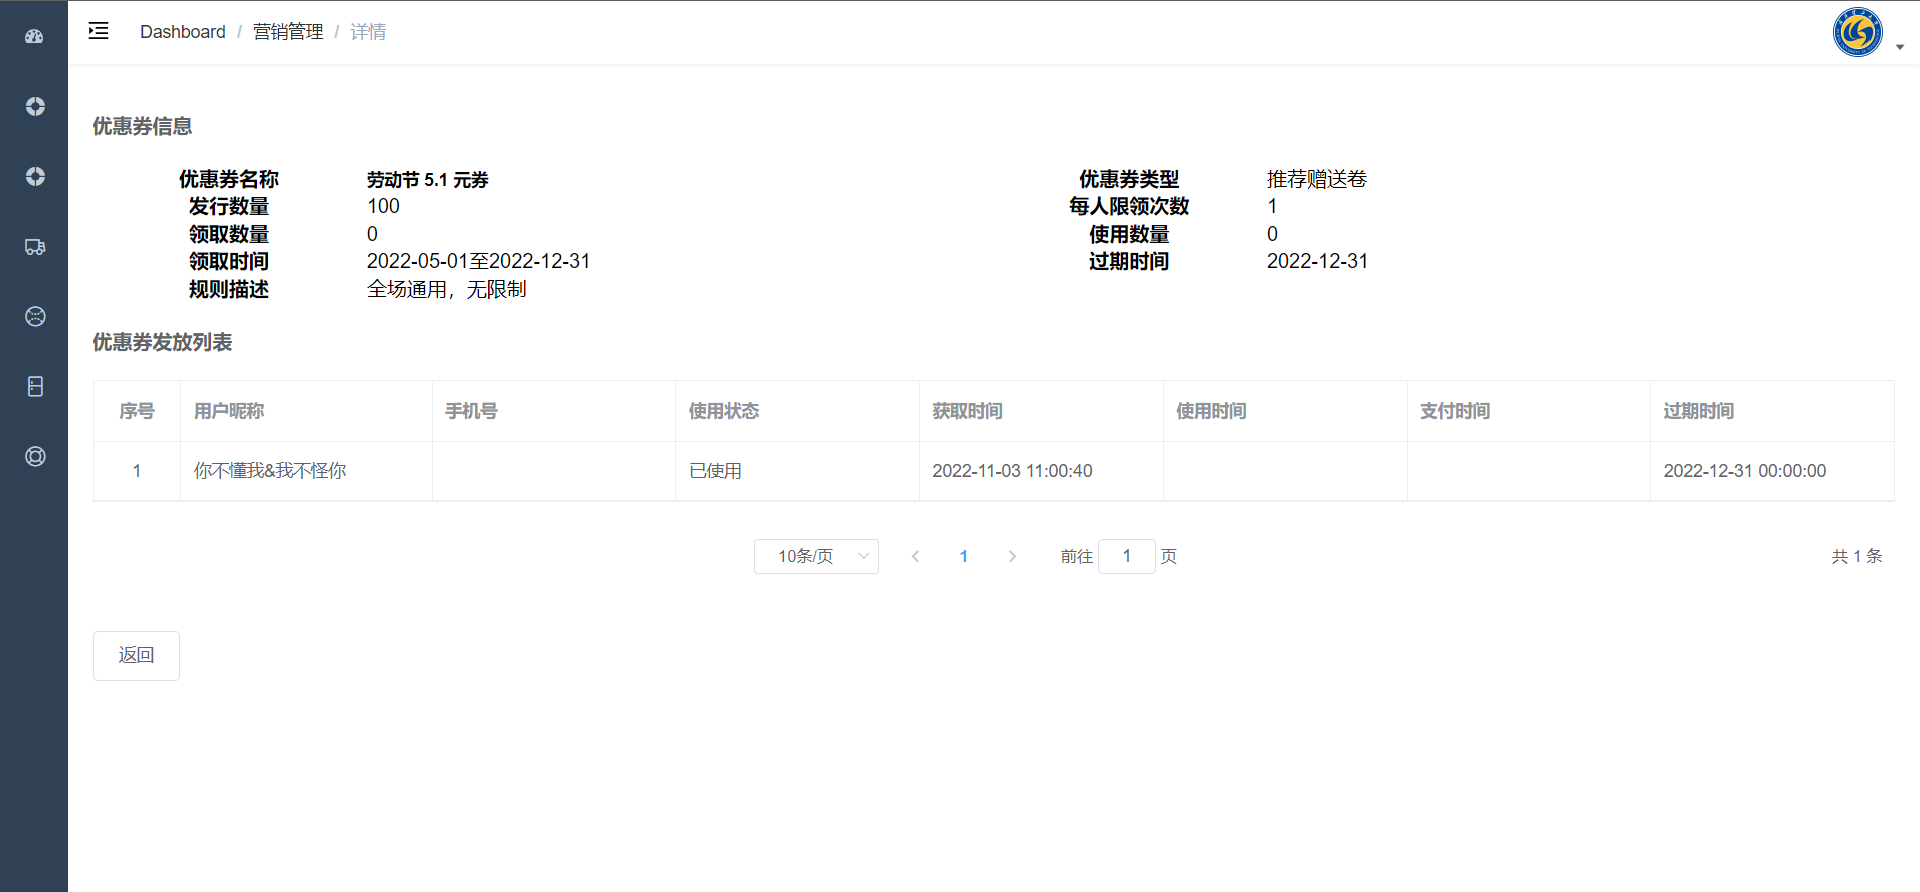 Dashboard / 营销管理 / 详情
优惠券信息
优惠券名称 劳动节 5.1 元券 优惠券类型 推荐赠送卷
发行数量 100 每人限领次数 1
领取数量 0 使用数量 0
领取时间 2022-05-01至2022-12-31 过期时间 2022-12-31
规则描述 全场通用，无限制
优惠券发放列表
序号 用户昵称 手机号 使用状态 获取时间 使用时间 支付时间 过期时间
1 你不懂我&我不怪你 已使用 2022-11-03 11:00:40 2022-12-31 00:00:00
10条/页 1 前往 1 页 共 1 条
返回